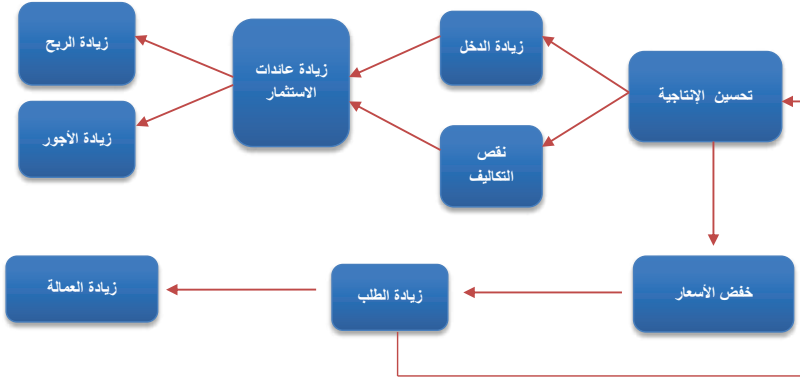 تحسين الإنتاجية
زيادة الدخل
نقص
التكاليف
زيادة عائدات
الاستثمار
زيادة الربح
زيادة الأجور
خفض الأسعار
زيادة الطلب
زيادة العمالة